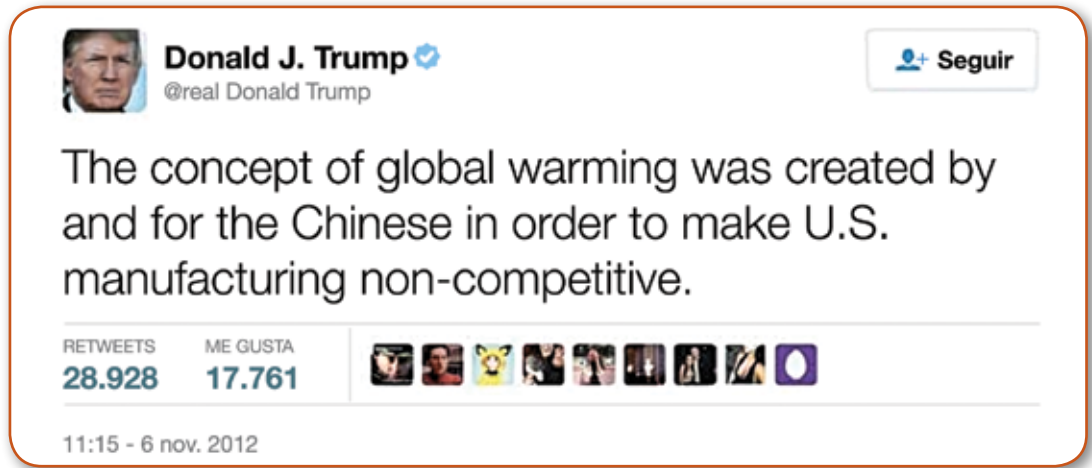 Donald J. Trump
Seguir
@real Donald Trump
The concept of global warming was created by
and for the Chinese in order to make U.S.
manufacturing non-competitive.
RETWEETS ME GUSTA
28.928 17.761
11:15 - 6 nov. 2012